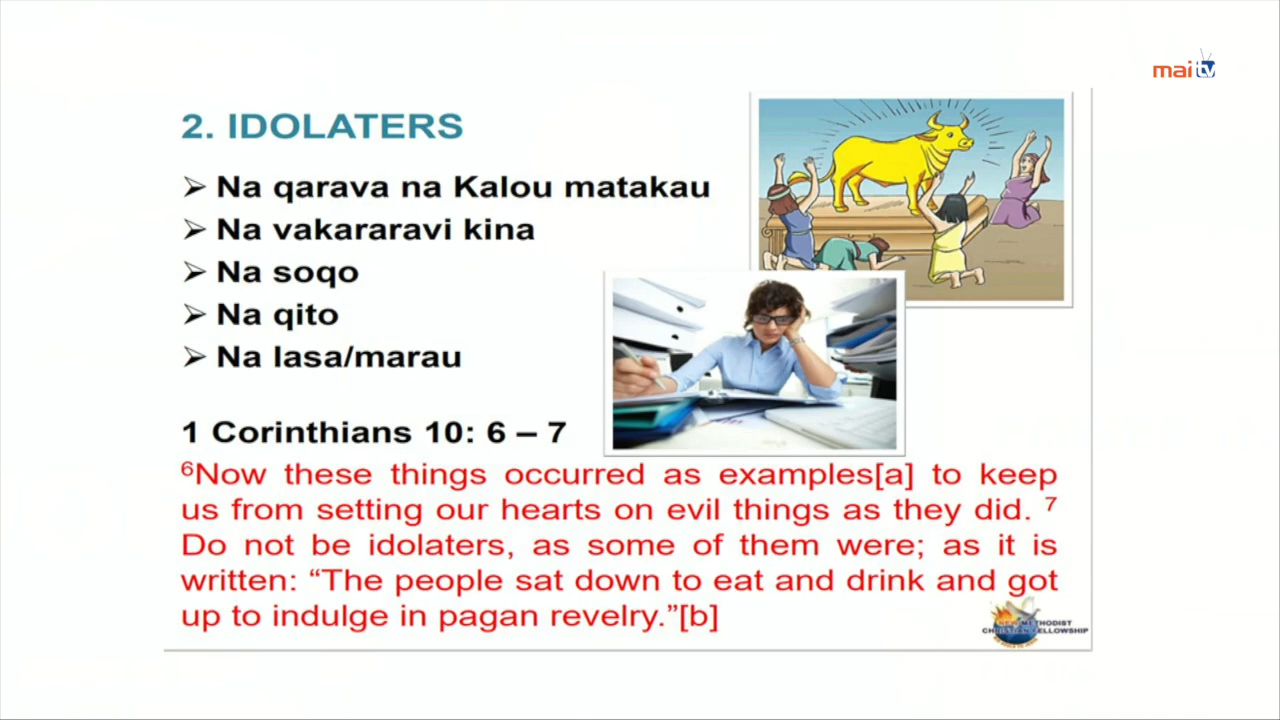 mai tv
2. IDOLATERS
➢ Na qarava na Kalou matakau
➢ Na vakararavi kina
➢ Na soqo
➢ Na qito
➢ Na lasa/marau
1 Corinthians 10: 6 – 7
⁶Now these things occurred as examples[a] to keep
us from setting our hearts on evil things as they did. ⁷
Do not be idolaters, as some of them were; as it is
written: “The people sat down to eat and drink and got
up to indulge in pagan revelry.”[b]
NEW METHODIST
CHRISTIAN FELLOWSHIP